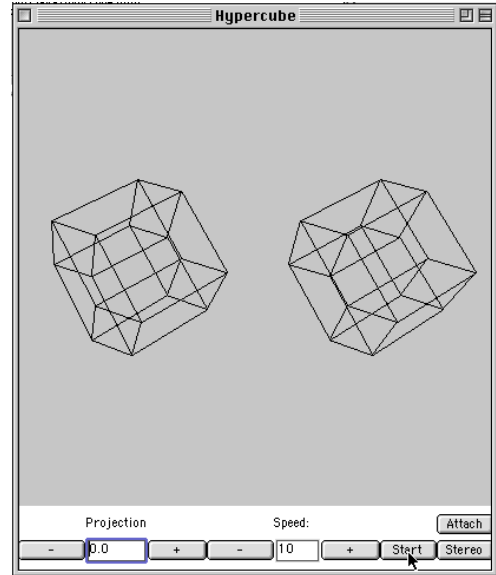 Hypercube
Projection Speed: Attach
- 0.0 + - 10 + Start Stereo